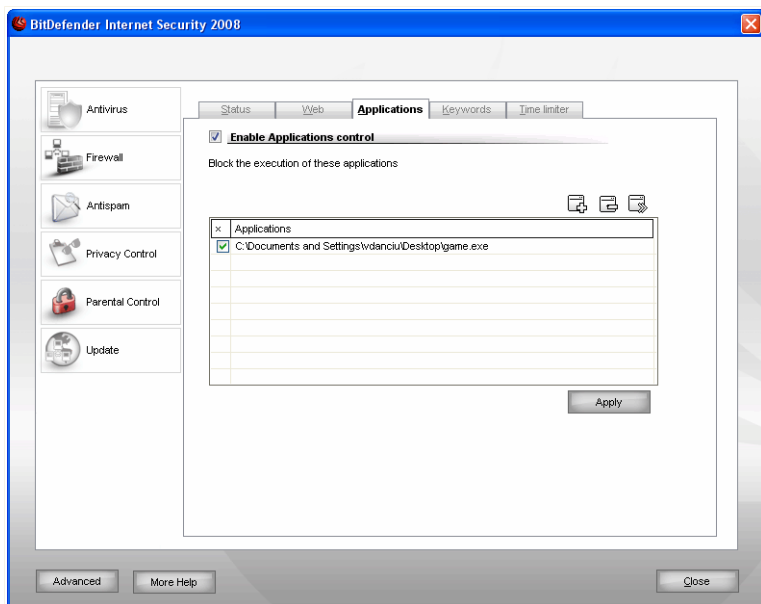 BitDefender Internet Security 2008
Antivirus
Firewall
Antispam
Privacy Control
Parental Control
Update
Status Web Applications Keywords Time limiter
Enable Applications control
Block the execution of these applications
× Applications
C:\Documents and Settings\vdanciu\Desktop\game.exe
Apply
Advanced More Help Close